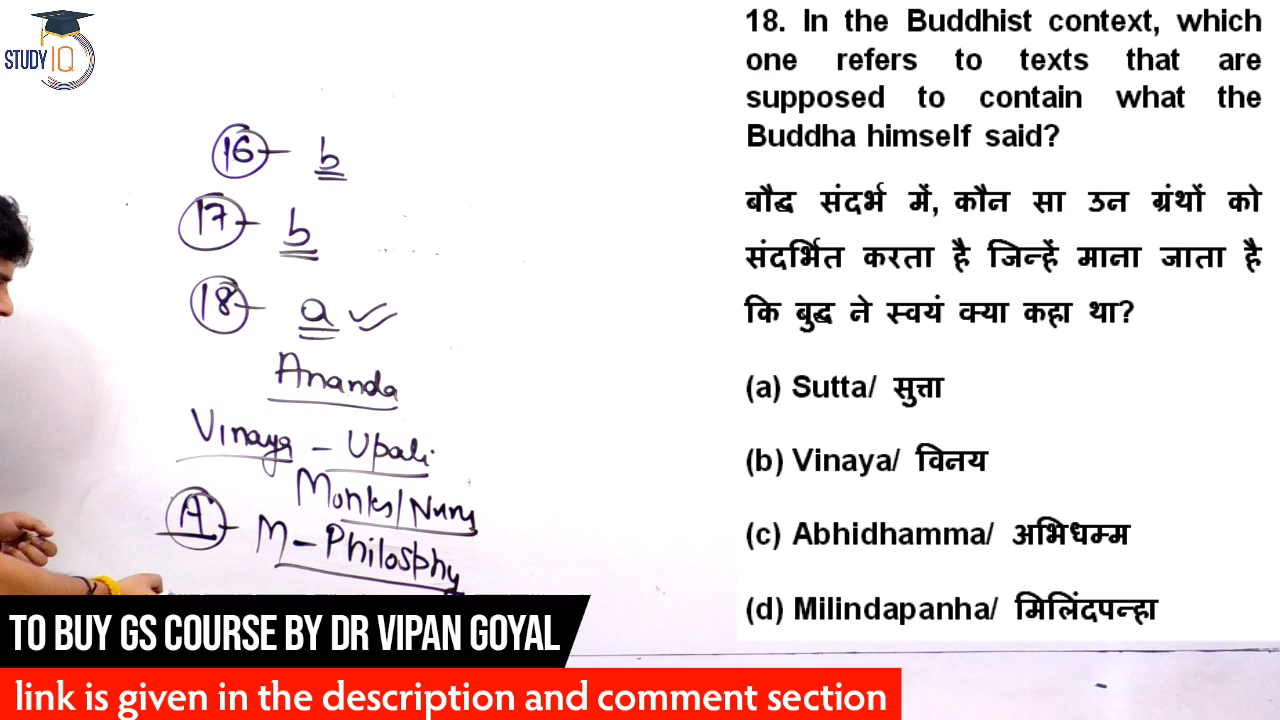 STUDY IQ
16 - b
17 - b
18 - a
Ananda
Vinaya - Upali
Monks/Nuns
A - M - Philosphy
18. In the Buddhist context, which
one refers to texts that are
supposed to contain what the
Buddha himself said?
बौद्ध संदर्भ में, कौन सा उन ग्रंथों को
संदर्भित करता है जिन्हें माना जाता है
कि बुद्ध ने स्वयं क्या कहा था?
(a) Sutta/ सुत्ता
(b) Vinaya/ विनय
(c) Abhidhamma/ अभिधम्म
(d) Milindapanha/ मिलिंदपन्हा
TO BUY GS COURSE BY DR VIPAN GOYAL
link is given in the description and comment section